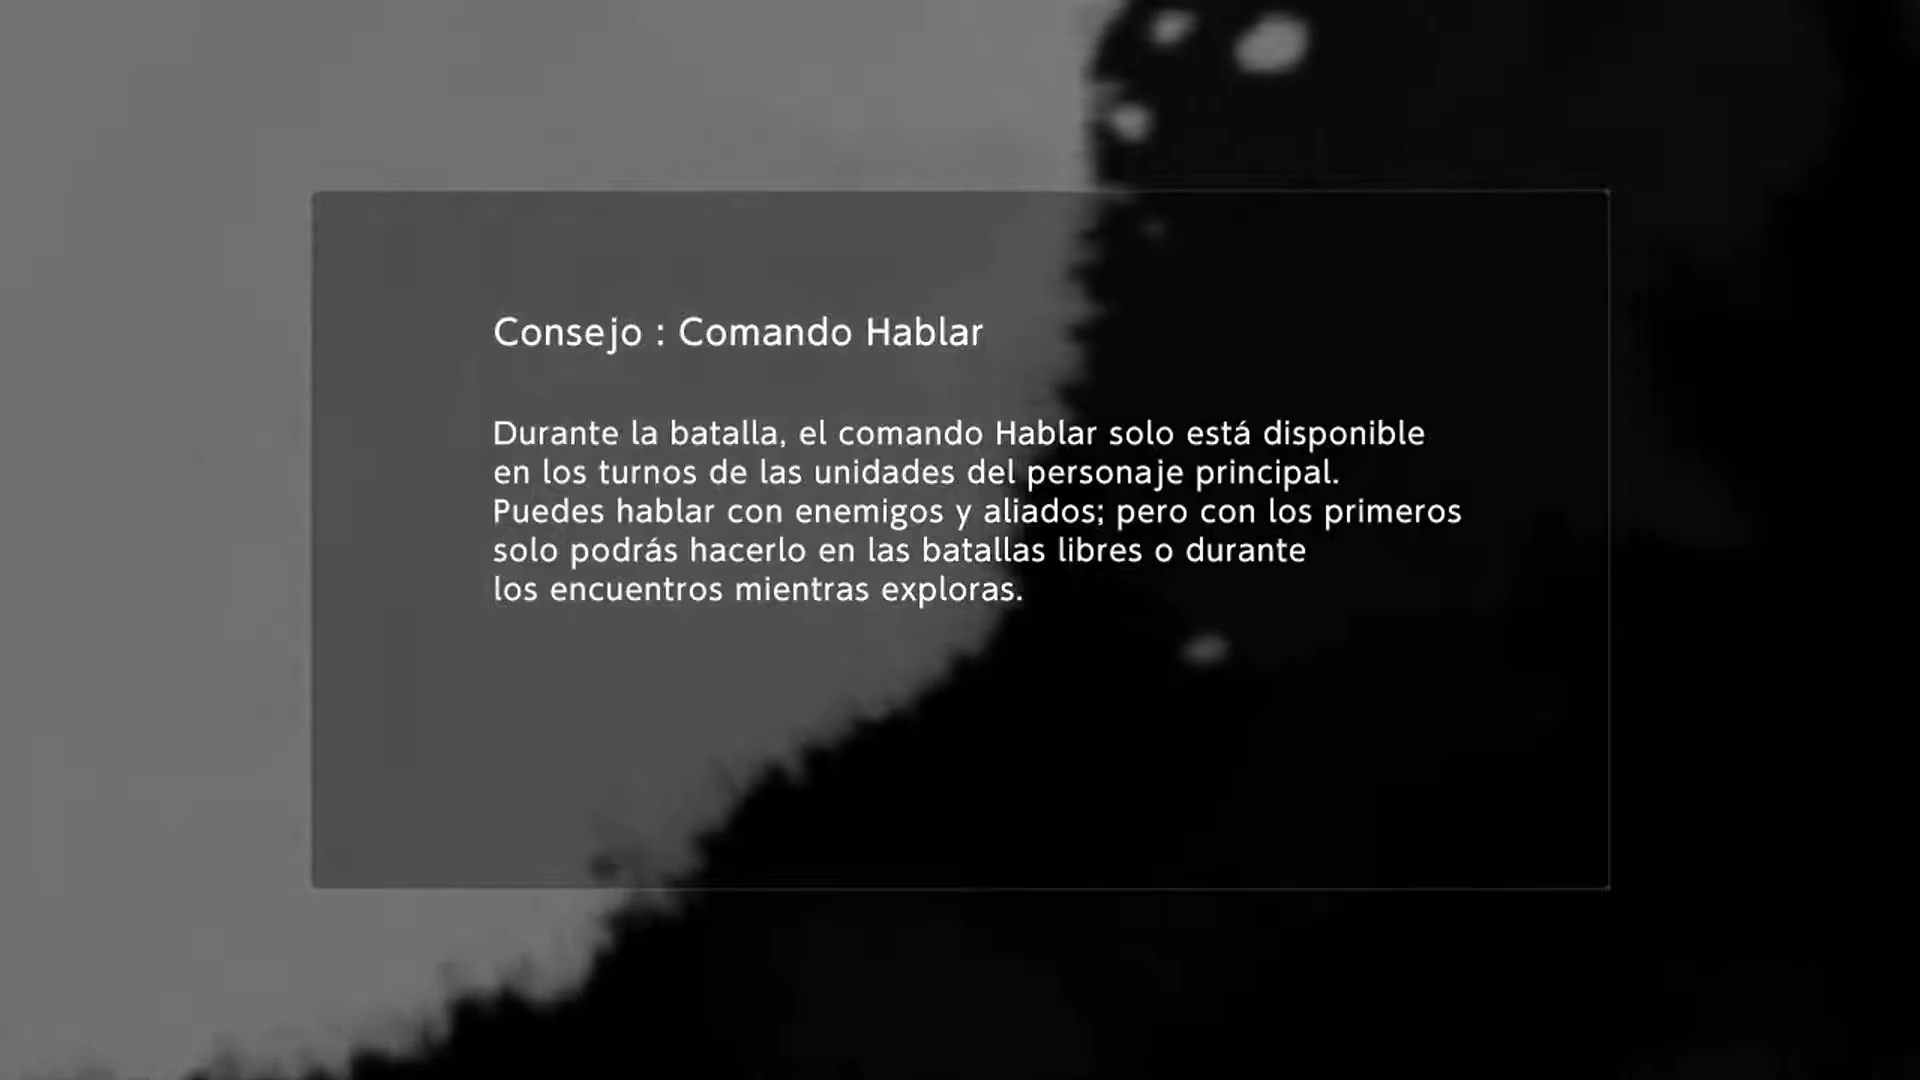 Consejo : Comando Hablar
Durante la batalla, el comando Hablar solo está disponible
en los turnos de las unidades del personaje principal.
Puedes hablar con enemigos y aliados; pero con los primeros
solo podrás hacerlo en las batallas libres o durante
los encuentros mientras exploras.